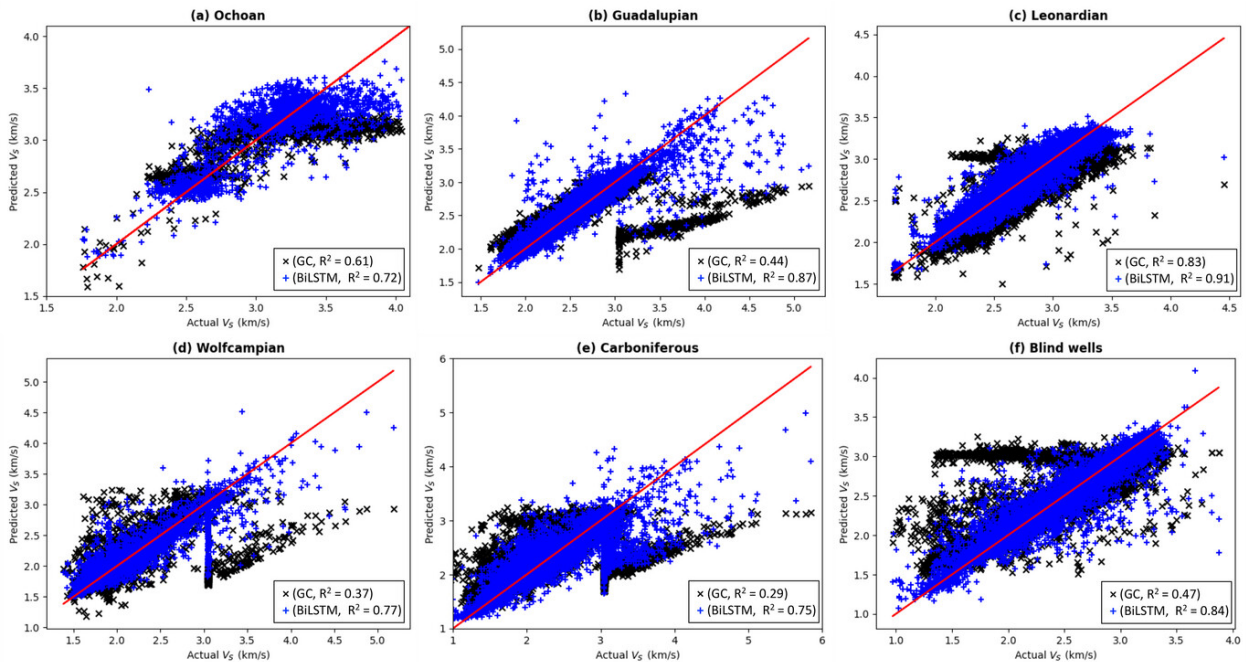 (a) Ochoan
4.0
3.5
3.0
2.5
2.0
1.5
Predicted V_S (km/s)
× (GC, R² = 0.61)
+ (BiLSTM, R² = 0.72)
1.5 2.0 2.5 3.0 3.5 4.0
Actual V_S (km/s)
(b) Guadalupian
5.0
4.5
4.0
3.5
3.0
2.5
2.0
1.5
Predicted V_S (km/s)
× (GC, R² = 0.44)
+ (BiLSTM, R² = 0.87)
1.5 2.0 2.5 3.0 3.5 4.0 4.5 5.0
Actual V_S (km/s)
(c) Leonardian
4.5
4.0
3.5
3.0
2.5
2.0
1.5
Predicted V_S (km/s)
× (GC, R² = 0.83)
+ (BiLSTM, R² = 0.91)
2.0 2.5 3.0 3.5 4.0 4.5
Actual V_S (km/s)
(d) Wolfcampian
5.0
4.5
4.0
3.5
3.0
2.5
2.0
1.5
1.0
Predicted V_S (km/s)
× (GC, R² = 0.37)
+ (BiLSTM, R² = 0.77)
1.5 2.0 2.5 3.0 3.5 4.0 4.5 5.0
Actual V_S (km/s)
(e) Carboniferous
6
5
4
3
2
1
Predicted V_S (km/s)
× (GC, R² = 0.29)
+ (BiLSTM, R² = 0.75)
1 2 3 4 5 6
Actual V_S (km/s)
(f) Blind wells
4.0
3.5
3.0
2.5
2.0
1.5
1.0
Predicted V_S (km/s)
× (GC, R² = 0.47)
+ (BiLSTM, R² = 0.84)
1.0 1.5 2.0 2.5 3.0 3.5 4.0
Actual V_S (km/s)